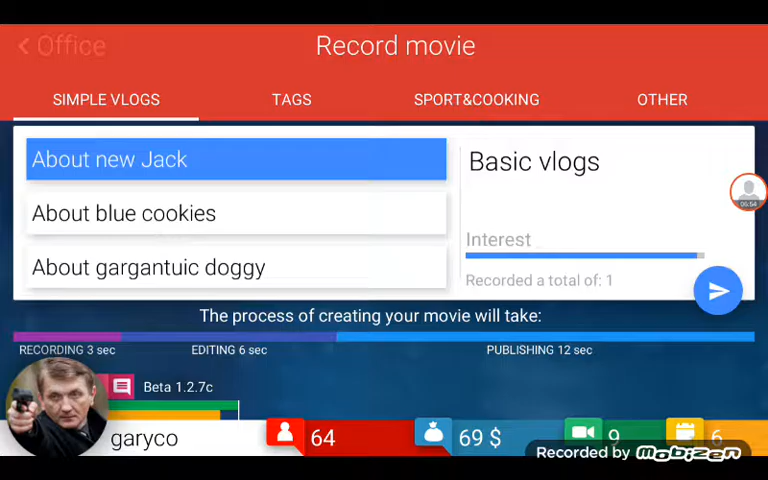 Office
Record movie
SIMPLE VLOGS
TAGS
SPORT&COOKING
OTHER
About new Jack
About blue cookies
About gargantuic doggy
Basic vlogs
Interest
Recorded a total of: 1
The process of creating your movie will take:
RECORDING 3 sec
EDITING 6 sec
PUBLISHING 12 sec
Beta 1.2.7c
garyco
64
69 $
9
6
Recorded by Mobizen